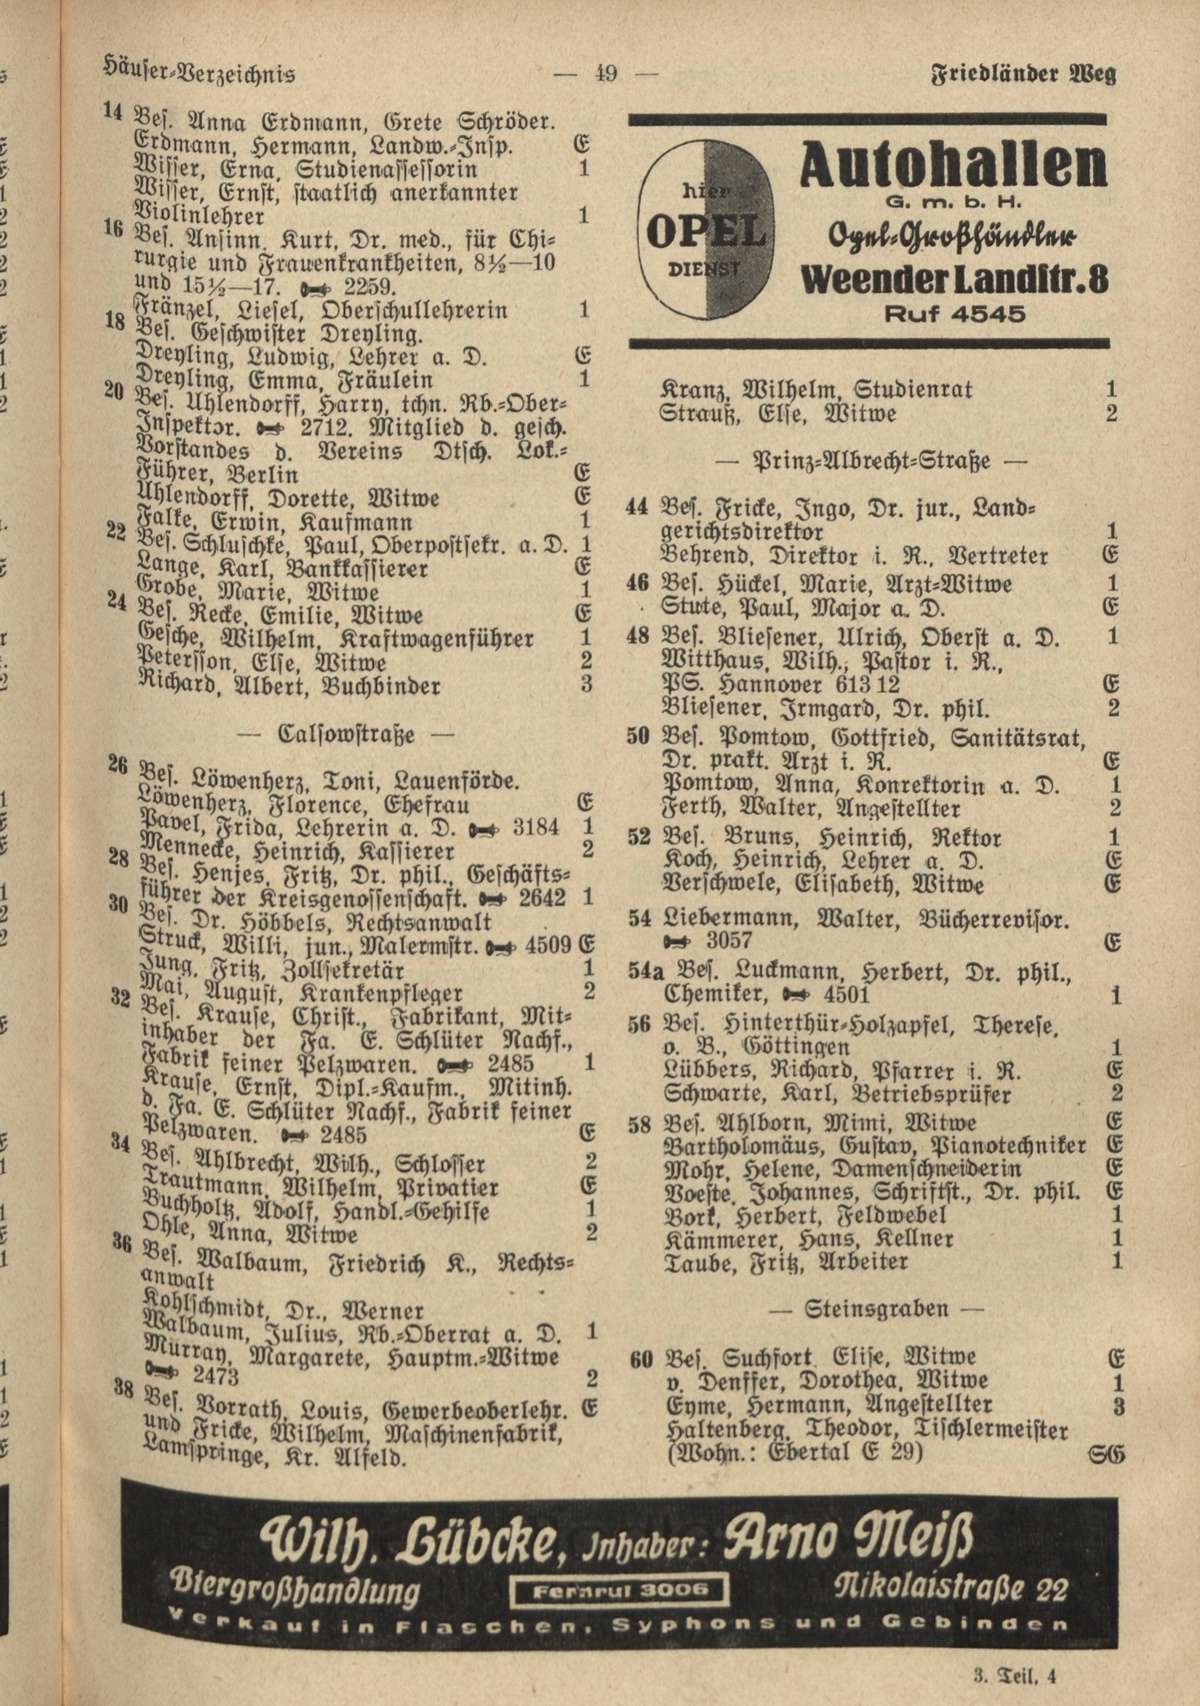 Häuser-Verzeichnis — 49 — Friedländer Weg
14 Bes. Anna Erdmann, Grete Schröder.
Erdmann, Hermann, Landw.-Insp. E
Wisser, Erna, Studienassessorin 1
Wisser, Ernst, staatlich anerkannter
Violinlehrer 1
16 Bes. Ansinn, Kurt, Dr. med., für Chi-
rurgie und Frauenkrankheiten, 8½—10
und 15½—17. 2259.
Fränzel, Liesel, Oberschullehrerin 1
18 Bes. Geschwister Dreyling.
Dreyling, Ludwig, Lehrer a. D. E
Dreyling, Emma, Fräulein 1
20 Bes. Uhlendorff, Harry, tchn. Rb.-Ober-
Inspektor. 2712. Mitglied d. gesch.
Vorstandes d. Vereins Dtsch. Lok.-
Führer, Berlin E
Uhlendorff, Dorette, Witwe E
Falke, Erwin, Kaufmann 1
22 Bes. Schluschke, Paul, Oberpostsekr. a. D. 1
Lange, Karl, Bankkassierer E
Grobe, Marie, Witwe 1
24 Bes. Recke, Emilie, Witwe E
Gesche, Wilhelm, Kraftwagenführer 1
Petersson, Else, Witwe 2
Richard, Albert, Buchbinder 3
— Calsowstraße —
26 Bes. Löwenherz, Toni, Lauenförde.
Löwenherz, Florence, Ehefrau E
Pavel, Frida, Lehrerin a. D. 3184 1
Mennecke, Heinrich, Kassierer 2
28 Bes. Henjes, Fritz, Dr. phil., Geschäfts-
führer der Kreisgenossenschaft. 2642 1
30 Bes. Dr. Höbbels, Rechtsanwalt
Struck, Willi, jun., Malermstr. 4509 E
Jung, Fritz, Zollsekretär 1
Mai, August, Krankenpfleger 2
32 Bes. Krause, Christ., Fabrikant, Mit-
inhaber der Fa. E. Schlüter Nachf.,
Fabrik feiner Pelzwaren. 2485 1
Krause, Ernst, Dipl.-Kaufm., Mitinh.
d. Fa. E. Schlüter Nachf., Fabrik feiner
Pelzwaren. 2485 E
34 Bes. Ahlbrecht, Wilh., Schlosser 2
Trautmann, Wilhelm, Privatier E
Buchholtz, Adolf, Handl.-Gehilfe 1
Ohle, Anna, Witwe 2
36 Bes. Walbaum, Friedrich K., Rechts-
anwalt
Kohlschmidt, Dr., Werner
Walbaum, Julius, Rb.-Oberrat a. D. 1
Murray, Margarete, Hauptm.-Witwe
2473 2
38 Bes. Vorrath, Louis, Gewerbeoberlehr. E
und Fricke, Wilhelm, Maschinenfabrik,
Lamspringe, Kr. Alfeld.
hier
OPEL
DIENST
Autohallen
G. m. b. H.
Opel-Großhändler
Weender Landstr. 8
Ruf 4545
Kranz, Wilhelm, Studienrat 1
Strauß, Else, Witwe 2
— Prinz-Albrecht-Straße —
44 Bes. Fricke, Ingo, Dr. jur., Land-
gerichtsdirektor 1
Behrend, Direktor i. R., Vertreter E
46 Bes. Hückel, Marie, Arzt-Witwe 1
Stute, Paul, Major a. D. E
48 Bes. Bliesener, Ulrich, Oberst a. D. 1
Witthaus, Wilh., Pastor i. R.,
PS. Hannover 613 12 E
Bliesener, Irmgard, Dr. phil. 2
50 Bes. Pomtow, Gottfried, Sanitätsrat,
Dr. prakt. Arzt i. R. E
Pomtow, Anna, Konrektorin a. D. 1
Ferth, Walter, Angestellter 2
52 Bes. Bruns, Heinrich, Rektor 1
Koch, Heinrich, Lehrer a. D. E
Verschwele, Elisabeth, Witwe E
54 Liebermann, Walter, Bücherrevisor.
3057 E
54a Bes. Luckmann, Herbert, Dr. phil.,
Chemiker, 4501 1
56 Bes. Hinterthür-Holzapfel, Therese,
o. B., Göttingen 1
Lübbers, Richard, Pfarrer i. R. E
Schwarte, Karl, Betriebsprüfer 2
58 Bes. Ahlborn, Mimi, Witwe E
Bartholomäus, Gustav, Pianotechniker E
Mohr, Helene, Damenschneiderin E
Voeste, Johannes, Schriftst., Dr. phil. E
Bork, Herbert, Feldwebel 1
Kämmerer, Hans, Kellner 1
Taube, Fritz, Arbeiter 1
— Steinsgraben —
60 Bes. Suchfort Elise, Witwe E
v. Denffer, Dorothea, Witwe 1
Eyme, Hermann, Angestellter 3
Haltenberg, Theodor, Tischlermeister
(Wohn.: Ebertal E 29) SG
Wilh. Lübcke, Inhaber: Arno Meiß
Biergroßhandlung Fernruf 3006 Nikolaistraße 22
Verkauf in Flaschen, Syphons und Gebinden
3. Teil, 4